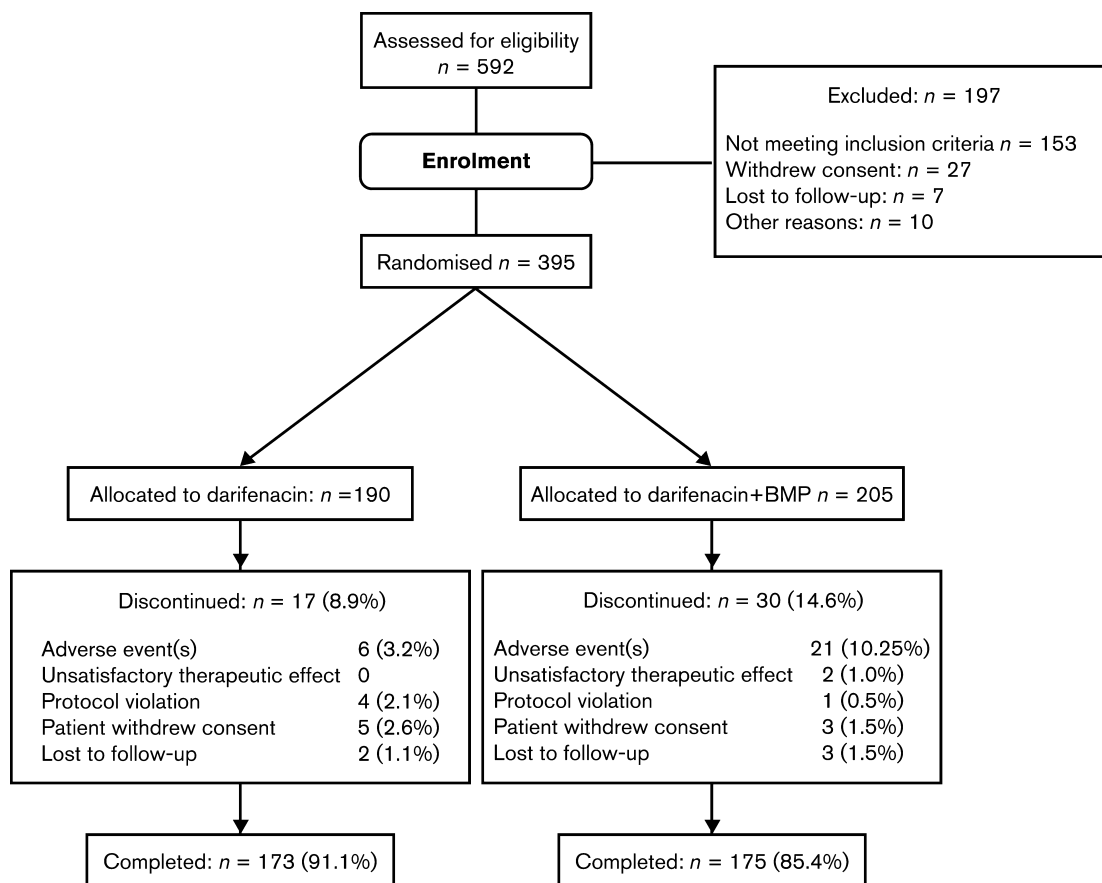 Assessed for eligibility
n = 592
Excluded: n = 197
Not meeting inclusion criteria n = 153
Withdrew consent: n = 27
Lost to follow-up: n = 7
Other reasons: n = 10
Enrolment
Randomised n = 395
Allocated to darifenacin: n =190
Allocated to darifenacin+BMP n = 205
Discontinued: n = 17 (8.9%)
Adverse event(s) 6 (3.2%)
Unsatisfactory therapeutic effect 0
Protocol violation 4 (2.1%)
Patient withdrew consent 5 (2.6%)
Lost to follow-up 2 (1.1%)
Discontinued: n = 30 (14.6%)
Adverse event(s) 21 (10.25%)
Unsatisfactory therapeutic effect 2 (1.0%)
Protocol violation 1 (0.5%)
Patient withdrew consent 3 (1.5%)
Lost to follow-up 3 (1.5%)
Completed: n = 173 (91.1%)
Completed: n = 175 (85.4%)